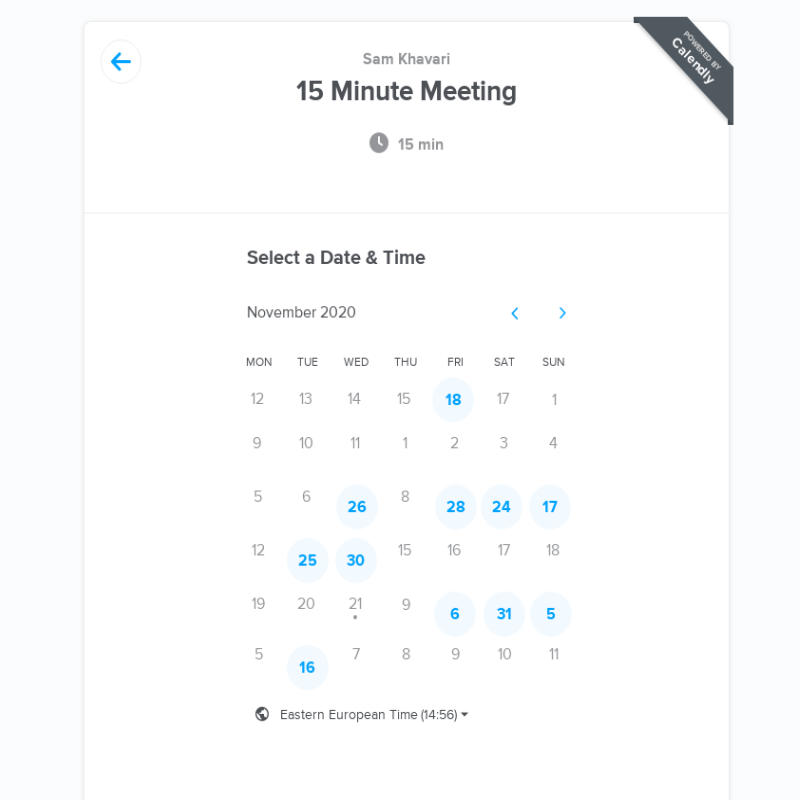 POWERED BY
Calendly
Sam Khavari
15 Minute Meeting
15 min
Select a Date & Time
November 2020
MON TUE WED THU FRI SAT SUN
12 13 14 15 18 17 1
9 10 11 1 2 3 4
5 6 26 8 28 24 17
12 25 30 15 16 17 18
19 20 21 9 6 31 5
5 16 7 8 9 10 11
Eastern European Time (14:56)